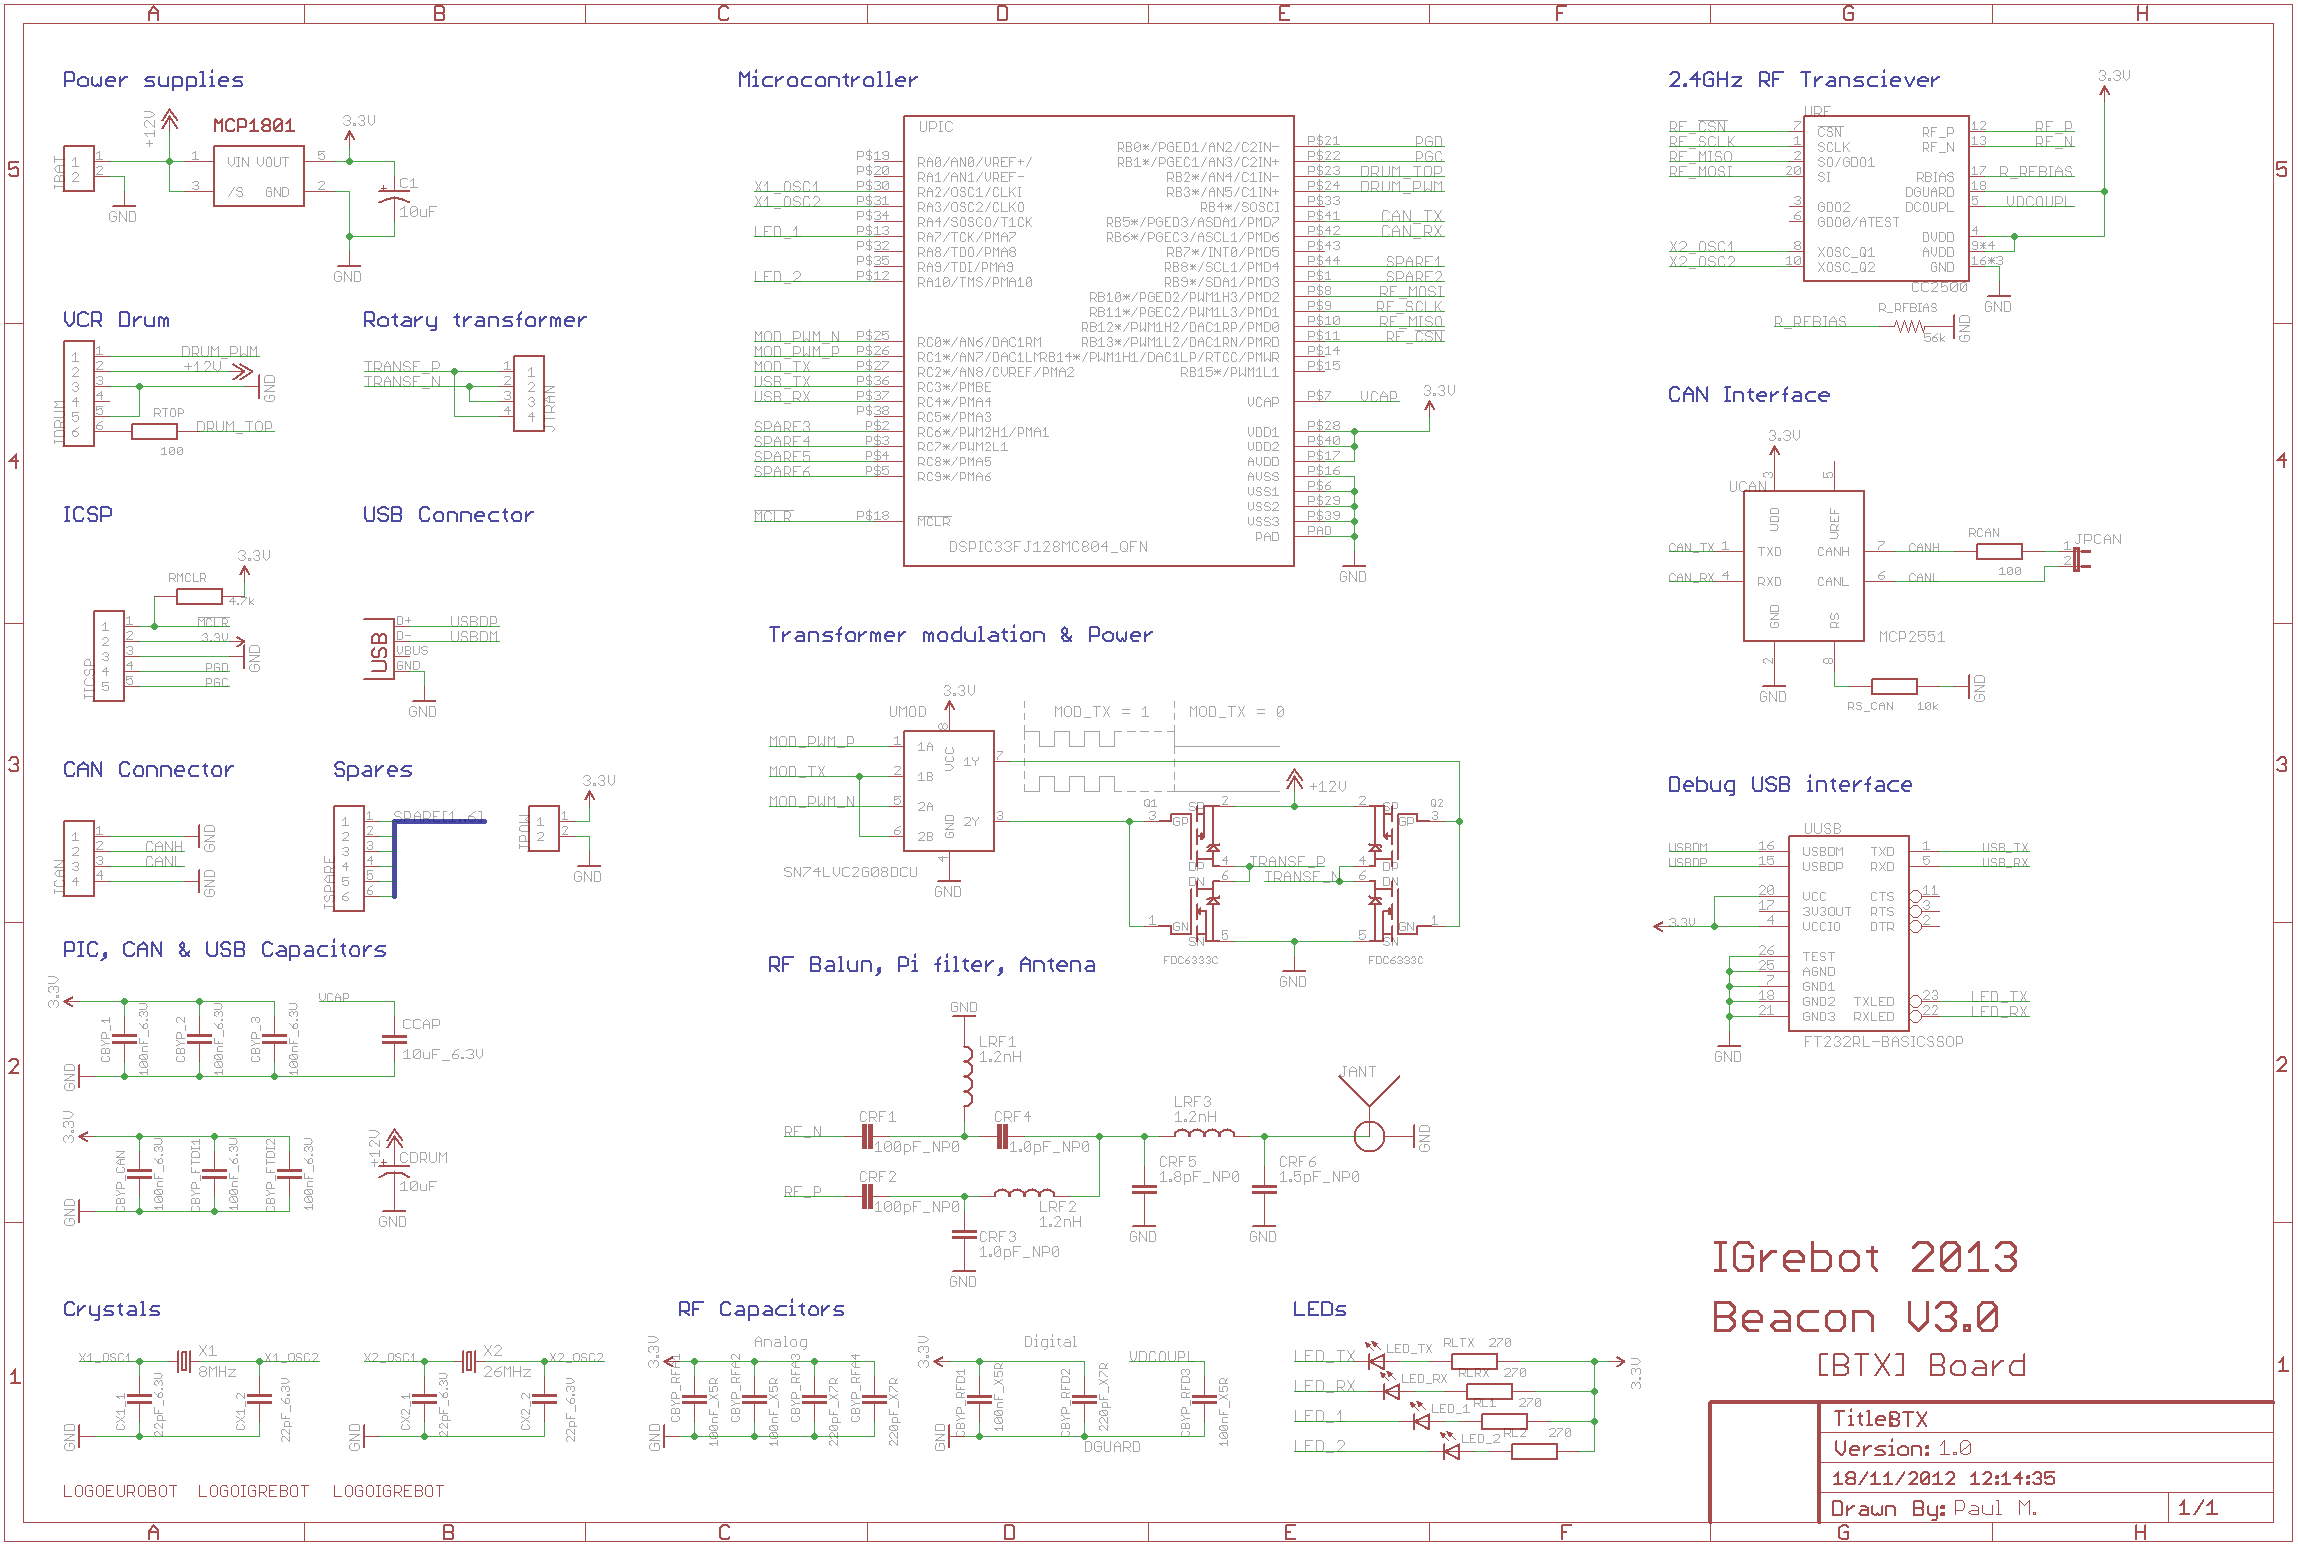 A B C D E F G H
5
4
3
2
1
Power supplies
+12V
MCP1801
3.3V
JBAT
1
2
1 VIN VOUT 5
3 /S GND 2
C1
10uF
GND
GND
VCR Drum
JDRUM
1 DRUM_PWM
2 +12V
3 GND
4
5
6 DRUM_TOP
RTOP
100
Rotary transformer
TRANSF_P
TRANSF_N
1
2
3
4
JTRAN
ICSP
3.3V
RMCLR
4.7k
JICSP
1 MCLR
2 3.3V
3 GND
4 PGD
5 PGC
USB Connector
USB
D+ USBDP
D- USBDM
VBUS
GND
GND
CAN Connector
JCAN
1 GND
2 CANH
3 CANL
4 GND
Spares
SPARE[1..6]
JSPARE
1
2
3
4
5
6
JPOW
1
2
3.3V
GND
PIC, CAN & USB Capacitors
3.3V
CBYP_1
100nF_6.3V
CBYP_2
100nF_6.3V
CBYP_3
100nF_6.3V
VCAP
CCAP
10uF_6.3V
GND
3.3V
CBYP_CAN
100nF_6.3V
CBYP_FTDI1
100nF_6.3V
CBYP_FTDI2
100nF_6.3V
GND
+12V
CDRUM
10uF
GND
Crystals
X1_OSC1
X1
8MHz
X1_OSC2
CX1_1
22pF_6.3V
CX1_2
22pF_6.3V
GND
X2_OSC1
X2
26MHz
X2_OSC2
CX2_1
22pF_6.3V
CX2_2
22pF_6.3V
GND
LOGOEUROBOT LOGOIGREBOT LOGOIGREBOT
Microcontroller
UPIC
P$19 RA0/AN0/VREF+/
P$20 RA1/AN1/VREF-
X1_OSC1 P$30 RA2/OSC1/CLKI
X1_OSC2 P$31 RA3/OSC2/CLKO
P$34 RA4/SOSCO/T1CK
LED_1 P$13 RA7/TCK/PMA7
P$32 RA8/TDO/PMA8
P$35 RA9/TDI/PMA9
LED_2 P$12 RA10/TMS/PMA10
MOD_PWM_N P$25 RC0*/AN6/DAC1RM
MOD_PWM_P P$26 RC1*/AN7/DAC1LM
MOD_TX P$27 RC2*/AN8/CVREF/PMA2
USB_TX P$36 RC3*/PMBE
USB_RX P$37 RC4*/PMA4
P$38 RC5*/PMA3
SPARE3 P$2 RC6*/PWM2H1/PMA1
SPARE4 P$3 RC7*/PWM2L1
SPARE5 P$4 RC8*/PMA5
SPARE6 P$5 RC9*/PMA6
MCLR P$18 MCLR
RB0*/PGED1/AN2/C2IN- P$21 PGD
RB1*/PGEC1/AN3/C2IN+ P$22 PGC
RB2*/AN4/C1IN- P$23 DRUM_TOP
RB3*/AN5/C1IN+ P$24 DRUM_PWM
RB4*/SOSCI P$33
RB5*/PGED3/ASDA1/PMD7 P$41 CAN_TX
RB6*/PGEC3/ASCL1/PMD6 P$42 CAN_RX
RB7*/INT0/PMD5 P$43
RB8*/SCL1/PMD4 P$44 SPARE1
RB9*/SDA1/PMD3 P$1 SPARE2
RB10*/PGED2/PWM1H3/PMD2 P$8 RF_MOSI
RB11*/PGEC2/PWM1L3/PMD1 P$9 RF_SCLK
RB12*/PWM1H2/DAC1RP/PMD0 P$10 RF_MISO
RB13*/PWM1L2/DAC1RN/PMRD P$11 RF_CSN
RB14*/PWM1H1/DAC1LP/RTCC/PMWR P$14
RB15*/PWM1L1 P$15
VCAP P$7 VCAP
3.3V
VDD1 P$28
VDD2 P$40
AVDD P$17
AVSS P$16
VSS1 P$6
VSS2 P$29
VSS3 P$39
PAD PAD
DSPIC33FJ128MC804_QFN
GND
Transformer modulation & Power
3.3V
UMOD
MOD_TX = 1 MOD_TX = 0
MOD_PWM_P 1 1A
MOD_TX 2 1B
MOD_PWM_N 5 2A
6 2B
8 VCC
4 GND
1Y 7
2Y 3
SN74LVC2G08DCU
GND
+12V
Q1
Q2
3 GP SP 2
2 SP GP 3
DP 4 TRANSF_P 4 DP
DN 6 TRANSF_N 6 DN
1 GN SN 5
5 SN GN 1
FDC6333C
FDC6333C
GND
RF Balun, Pi filter, Antena
GND
LRF1
1.2nH
RF_N
CRF1
100pF_NP0
CRF4
1.0pF_NP0
RF_P
CRF2
100pF_NP0
LRF2
1.2nH
CRF3
1.0pF_NP0
GND
LRF3
1.2nH
CRF5
1.8pF_NP0
GND
CRF6
1.5pF_NP0
GND
JANT
GND
RF Capacitors
Analog
3.3V
CBYP_RFA1
100nF_X5R
CBYP_RFA2
100nF_X5R
CBYP_RFA3
220pF_X7R
CBYP_RFA4
220pF_X7R
GND
Digital
3.3V
CBYP_RFD1
100nF_X5R
CBYP_RFD2
220pF_X7R
VDCOUPL
CBYP_RFD3
100nF_X5R
GND
DGUARD
LEDs
LED_TX LED_TX RLTX 270
LED_RX LED_RX RLRX 270
LED_1 LED_1 RL1 270
LED_2 LED_2 RL2 270
3.3V
2.4GHz RF Transciever
3.3V
URF
RF_CSN 7 CSN
RF_SCLK 1 SCLK
RF_MISO 2 SO/GDO1
RF_MOSI 20 SI
3 GDO2
6 GDO0/ATEST
X2_OSC1 8 XOSC_Q1
X2_OSC2 10 XOSC_Q2
RF_P 12 RF_P
RF_N 13 RF_N
RBIAS 17 R_RFBIAS
DGUARD 18
DCOUPL 5 VDCOUPL
DVDD 4
AVDD 9*4
GND 16*3
CC2500
GND
R_RFBIAS
R_RFBIAS
56k
GND
CAN Interface
3.3V
UCAN
3 VDD
5 VREF
CAN_TX 1 TXD
CAN_RX 4 RXD
CANH 7 CANH
CANL 6 CANL
GND 2
RS 8
MCP2551
RCAN
100
JPCAN
1
2
GND
RS_CAN 10k
GND
Debug USB interface
UUSB
USBDM 16 USBDM
USBDP 15 USBDP
20 VCC
17 3V3OUT
3.3V 4 VCCIO
26 TEST
25 AGND
7 GND1
18 GND2
21 GND3
TXD 1 USB_TX
RXD 5 USB_RX
CTS 11
RTS 3
DTR 2
TXLED 23 LED_TX
RXLED 22 LED_RX
FT232RL-BASICSSOP
GND
IGrebot 2013
Beacon V3.0
[BTX] Board
TitleBTX
Version: 1.0
18/11/2012 12:14:35
Drawn By: Paul M. 1/1
A B C D E F G H
5
4
3
2
1